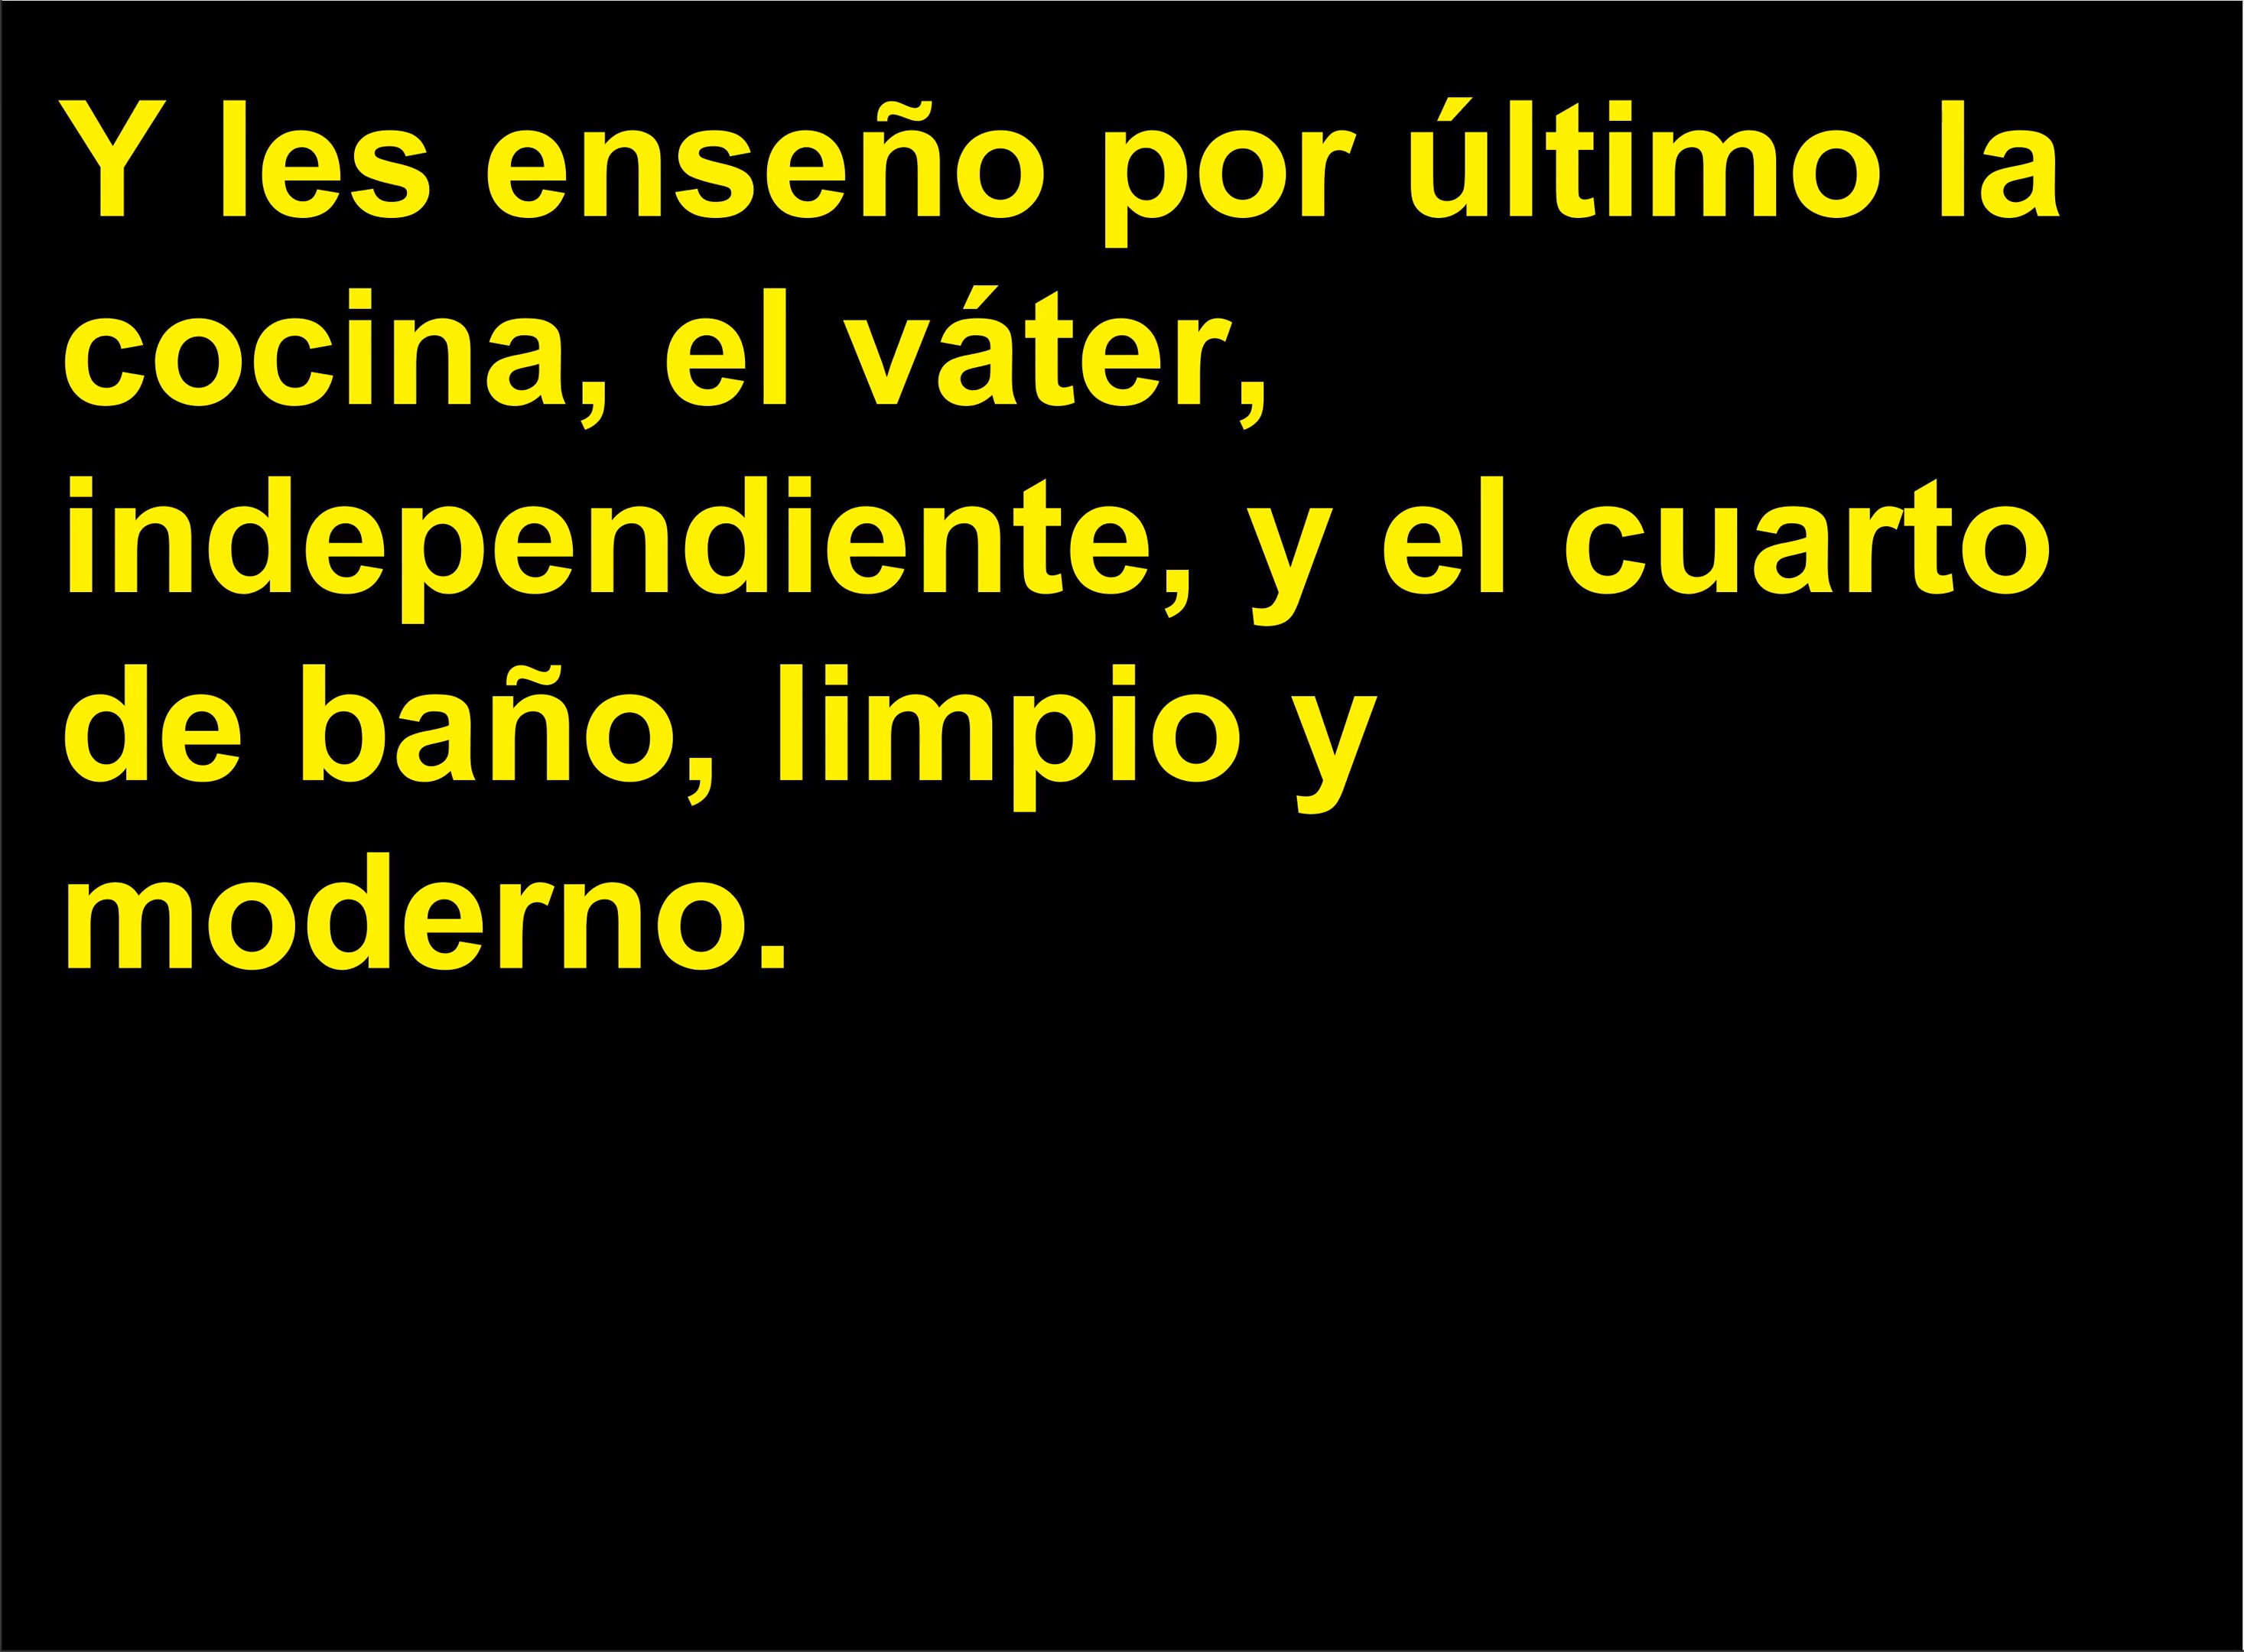 Y les enseño por último la
cocina, el váter,
independiente, y el cuarto
de baño, limpio y
moderno.